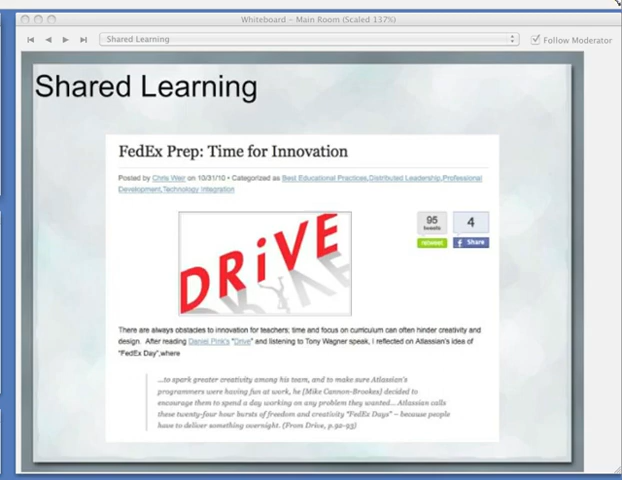 Whiteboard – Main Room (Scaled 137%)
Shared Learning
Follow Moderator
Shared Learning
FedEx Prep: Time for Innovation
Posted by Chris Wejr on 10/31/10 • Categorized as Best Educational Practices,Distributed Leadership,Professional
Development,Technology Integration
95
tweets
retweet
4
Share
DRiVE
There are always obstacles to innovation for teachers; time and focus on curriculum can often hinder creativity and
design. After reading Daniel Pink's "Drive" and listening to Tony Wagner speak, I reflected on Atlassian's idea of
"FedEx Day",where
...to spark greater creativity among his team, and to make sure Atlassian's
programmers were having fun at work, he [Mike Cannon-Brookes] decided to
encourage them to spend a day working on any problem they wanted... Atlassian calls
these twenty-four hour bursts of freedom and creativity "FedEx Days" – because people
have to deliver something overnight. (From Drive, p.92-93)